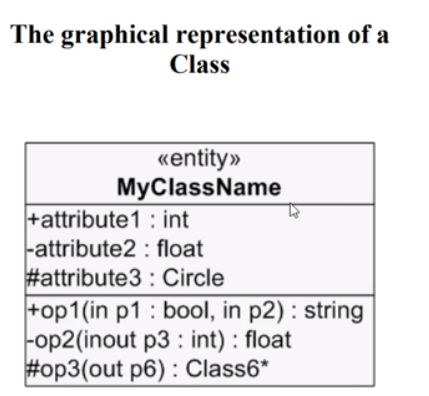 The graphical representation of a
Class
«entity»
MyClassName
+attribute1 : int
-attribute2 : float
#attribute3 : Circle
+op1(in p1 : bool, in p2) : string
-op2(inout p3 : int) : float
#op3(out p6) : Class6*